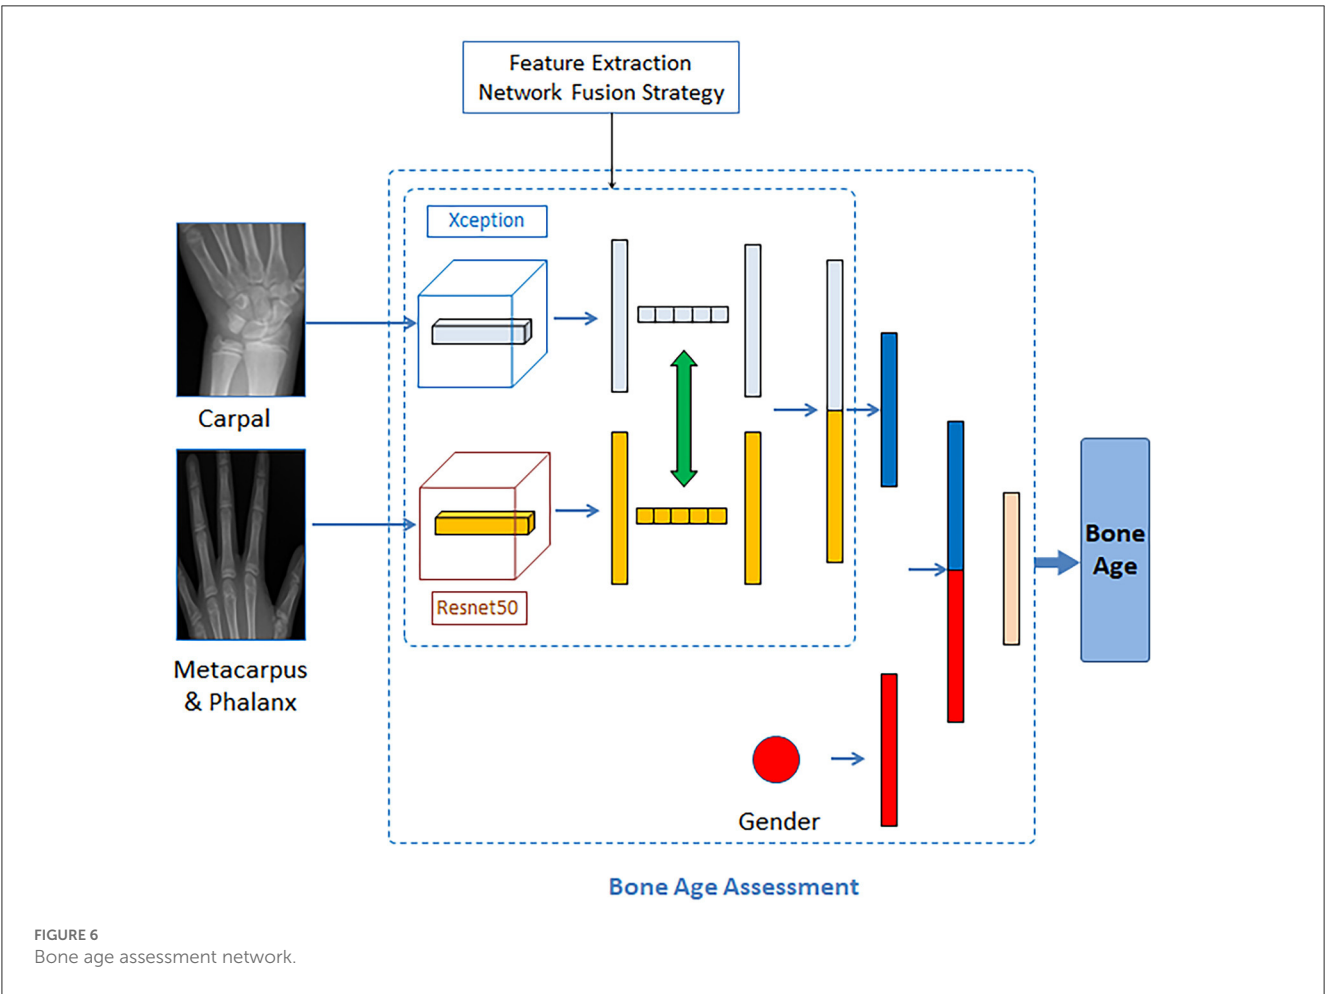 Feature Extraction
Network Fusion Strategy
Xception
Carpal
Resnet50
Metacarpus
& Phalanx
Bone
Age
Gender
Bone Age Assessment
FIGURE 6
Bone age assessment network.